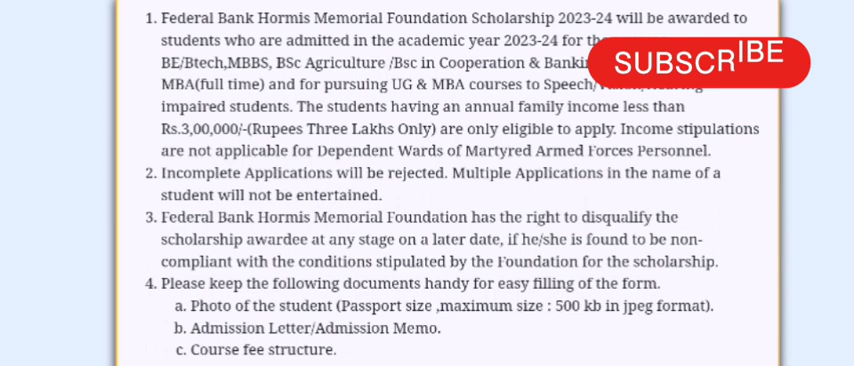 1. Federal Bank Hormis Memorial Foundation Scholarship 2023-24 will be awarded to
students who are admitted in the academic year 2023-24 for
BE/Btech,MBBS, BSc Agriculture /Bsc in Cooperation &
SUBSCRIBE
MBA(full time) and for pursuing UG & MBA courses to
impaired students. The students having an annual family income less than
Rs.3,00,000/-(Rupees Three Lakhs Only) are only eligible to apply. Income stipulations
are not applicable for Dependent Wards of Martyred Armed Forces Personnel.
2. Incomplete Applications will be rejected. Multiple Applications in the name of a
student will not be entertained.
3. Federal Bank Hormis Memorial Foundation has the right to disqualify the
scholarship awardee at any stage on a later date, if he/she is found to be non-
compliant with the conditions stipulated by the Foundation for the scholarship.
4. Please keep the following documents handy for easy filling of the form.
a. Photo of the student (Passport size ,maximum size : 500 kb in jpeg format).
b. Admission Letter/Admission Memo.
c. Course fee structure.